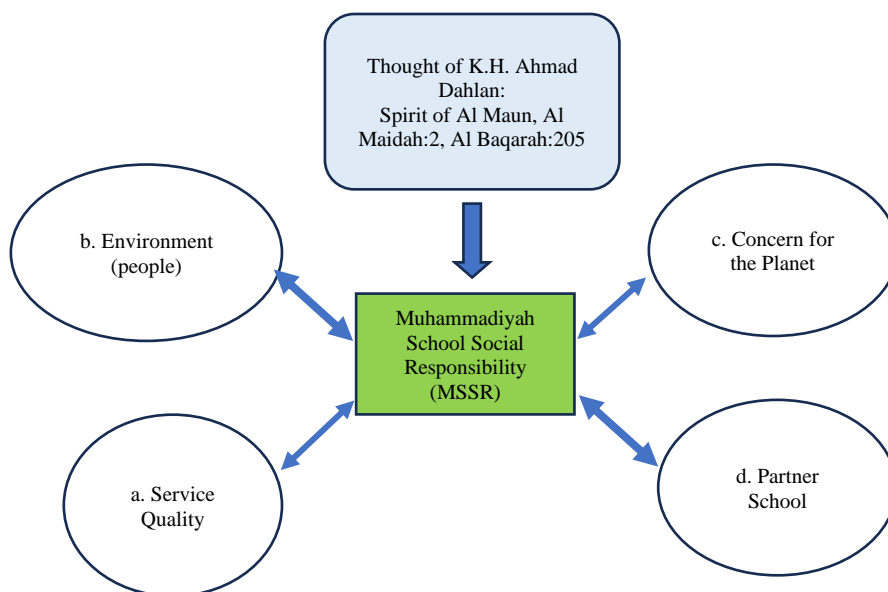 Thought of K.H. Ahmad
Dahlan:
Spirit of Al Maun, Al
Maidah:2, Al Baqarah:205
b. Environment
(people)
c. Concern for
the Planet
Muhammadiyah
School Social
Responsibility
(MSSR)
a. Service
Quality
d. Partner
School